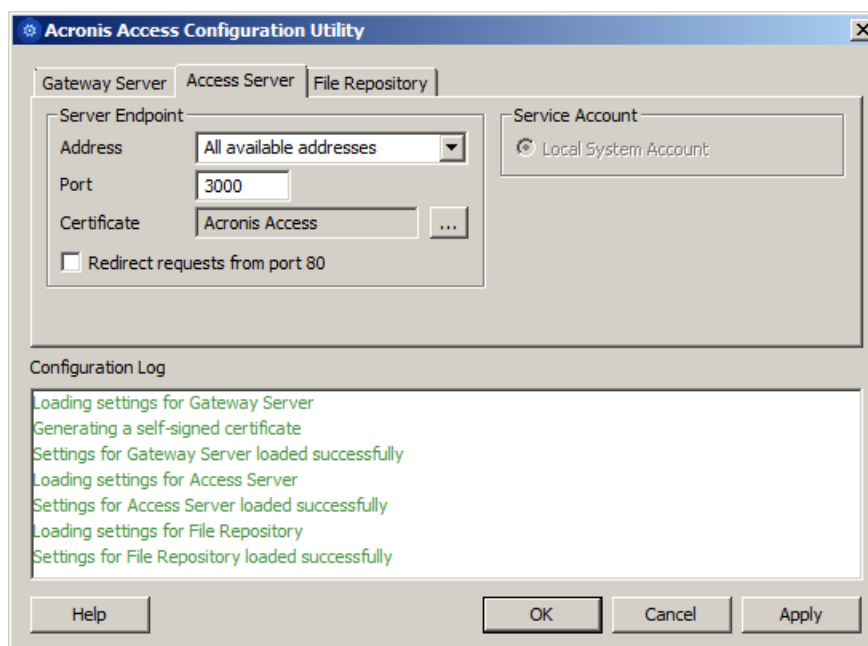 Acronis Access Configuration Utility
Gateway Server Access Server File Repository
Server Endpoint
Address All available addresses
Port 3000
Certificate Acronis Access ...
Redirect requests from port 80
Service Account
Local System Account
Configuration Log
Loading settings for Gateway Server
Generating a self-signed certificate
Settings for Gateway Server loaded successfully
Loading settings for Access Server
Settings for Access Server loaded successfully
Loading settings for File Repository
Settings for File Repository loaded successfully
Help OK Cancel Apply